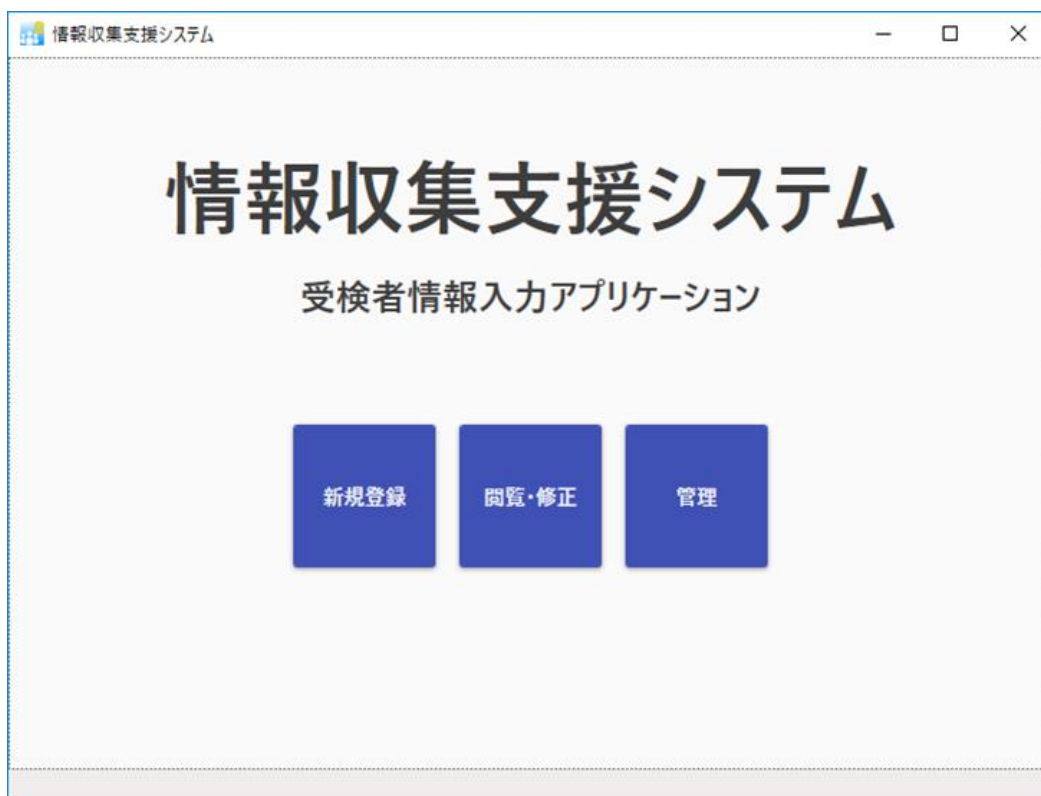 情報収集支援システム
情報収集支援システム
受検者情報入力アプリケーション
新規登録
閲覧・修正
管理